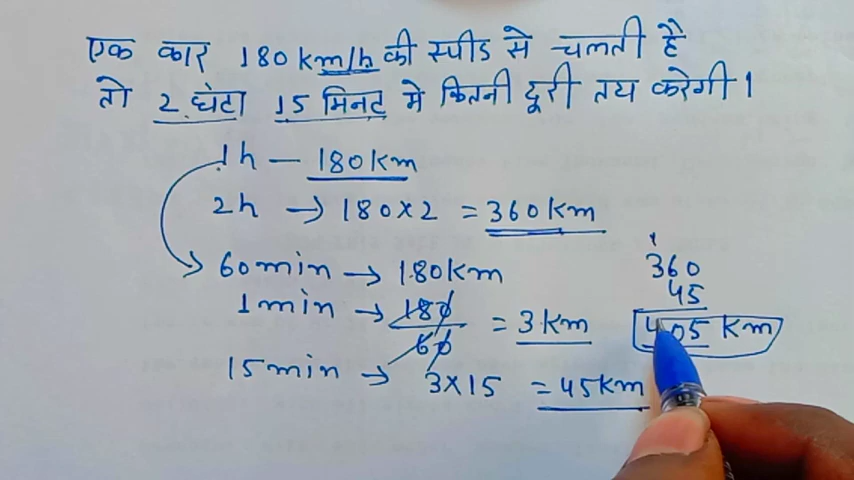 एक कार 180 km/h की स्पीड से चलती है
तो 2 घंटा 15 मिनट मे कितनी दूरी तय करेगी।
1h — 180km
2h → 180×2 = 360km
60min → 180km
1min → 180/60 = 3km
15min → 3×15 = 45km
1
360
45
405 km